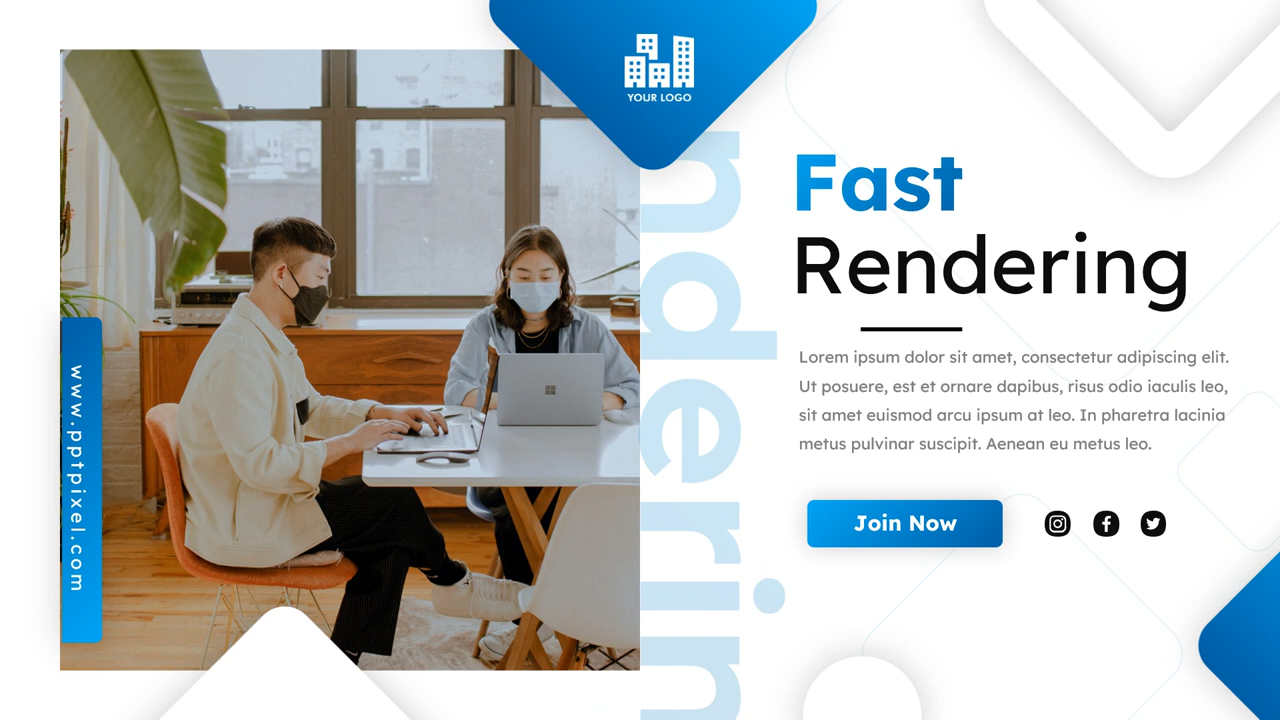 YOUR LOGO
www.pptpixel.com
nderin
Fast
Rendering
Lorem ipsum dolor sit amet, consectetur adipiscing elit.
Ut posuere, est et ornare dapibus, risus odio iaculis leo,
sit amet euismod arcu ipsum at leo. In pharetra lacinia
metus pulvinar suscipit. Aenean eu metus leo.
Join Now